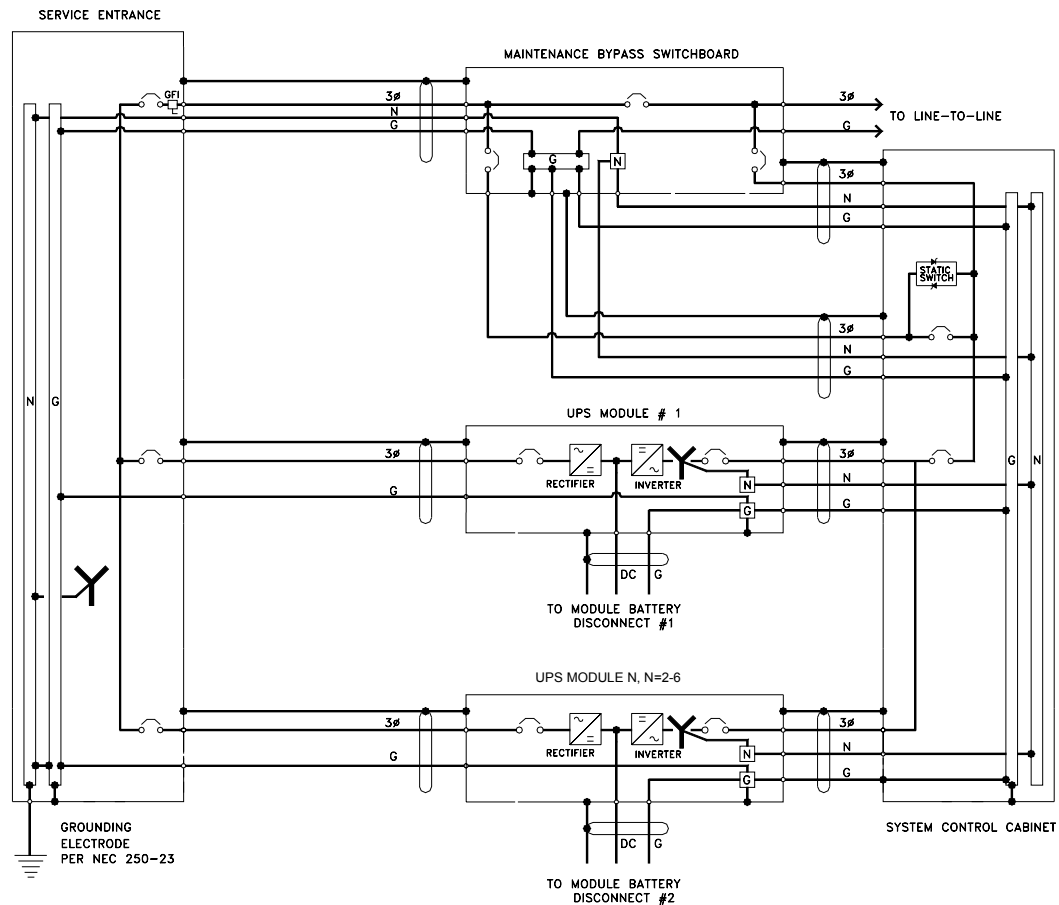 SERVICE ENTRANCE
MAINTENANCE BYPASS SWITCHBOARD
GFI
3ø
N
G
3ø
G
TO LINE-TO-LINE
G
N
3ø
N
G
STATIC
SWITCH
3ø
N
G
N
G
UPS MODULE # 1
3ø
G
RECTIFIER
INVERTER
N
G
3ø
N
G
G
N
DC
G
TO MODULE BATTERY
DISCONNECT #1
UPS MODULE N, N=2-6
3ø
G
RECTIFIER
INVERTER
N
G
3ø
N
G
DC
G
TO MODULE BATTERY
DISCONNECT #2
GROUNDING
ELECTRODE
PER NEC 250-23
SYSTEM CONTROL CABINET